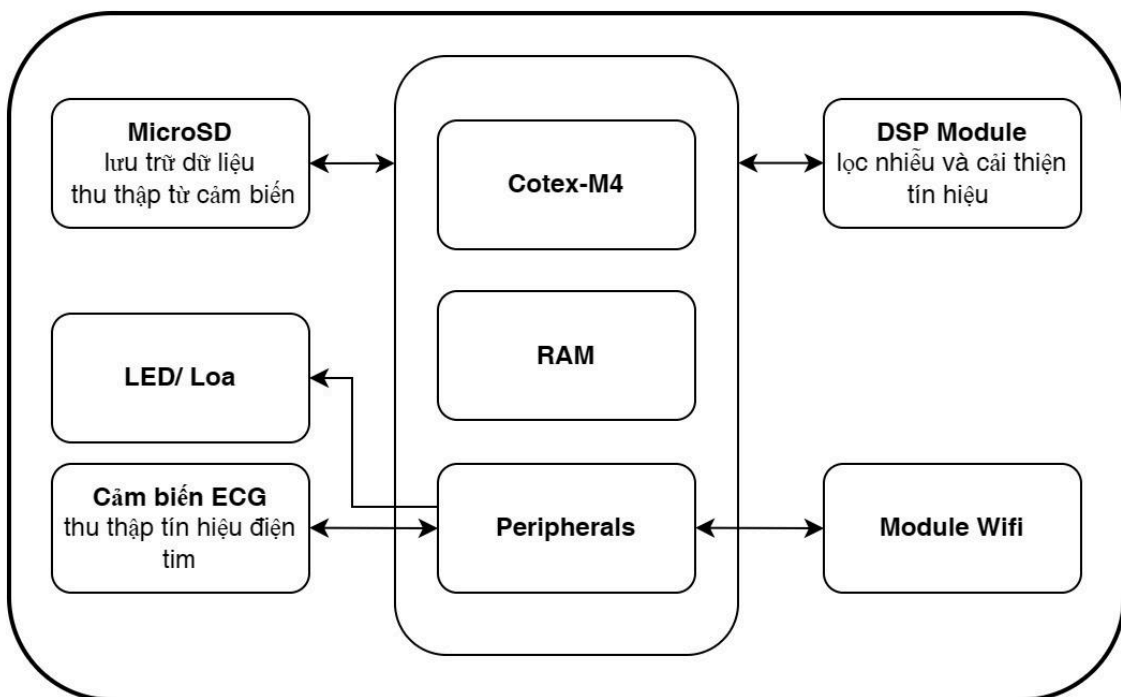 MicroSD
lưu trữ dữ liệu
thu thập từ cảm biến
Cotex-M4
DSP Module
lọc nhiễu và cải thiện
tín hiệu
LED/ Loa
RAM
Cảm biến ECG
thu thập tín hiệu điện
tim
Peripherals
Module Wifi